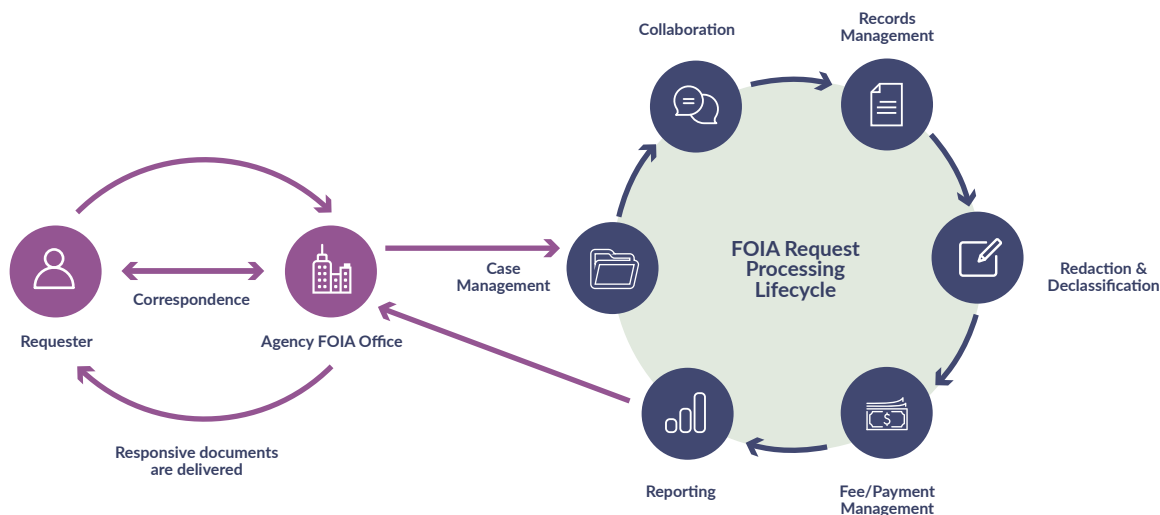 Collaboration
Records
Management
FOIA Request
Processing
Lifecycle
Case
Management
Redaction &
Declassification
Correspondence
Requester
Agency FOIA Office
Responsive documents
are delivered
Reporting
$
Fee/Payment
Management